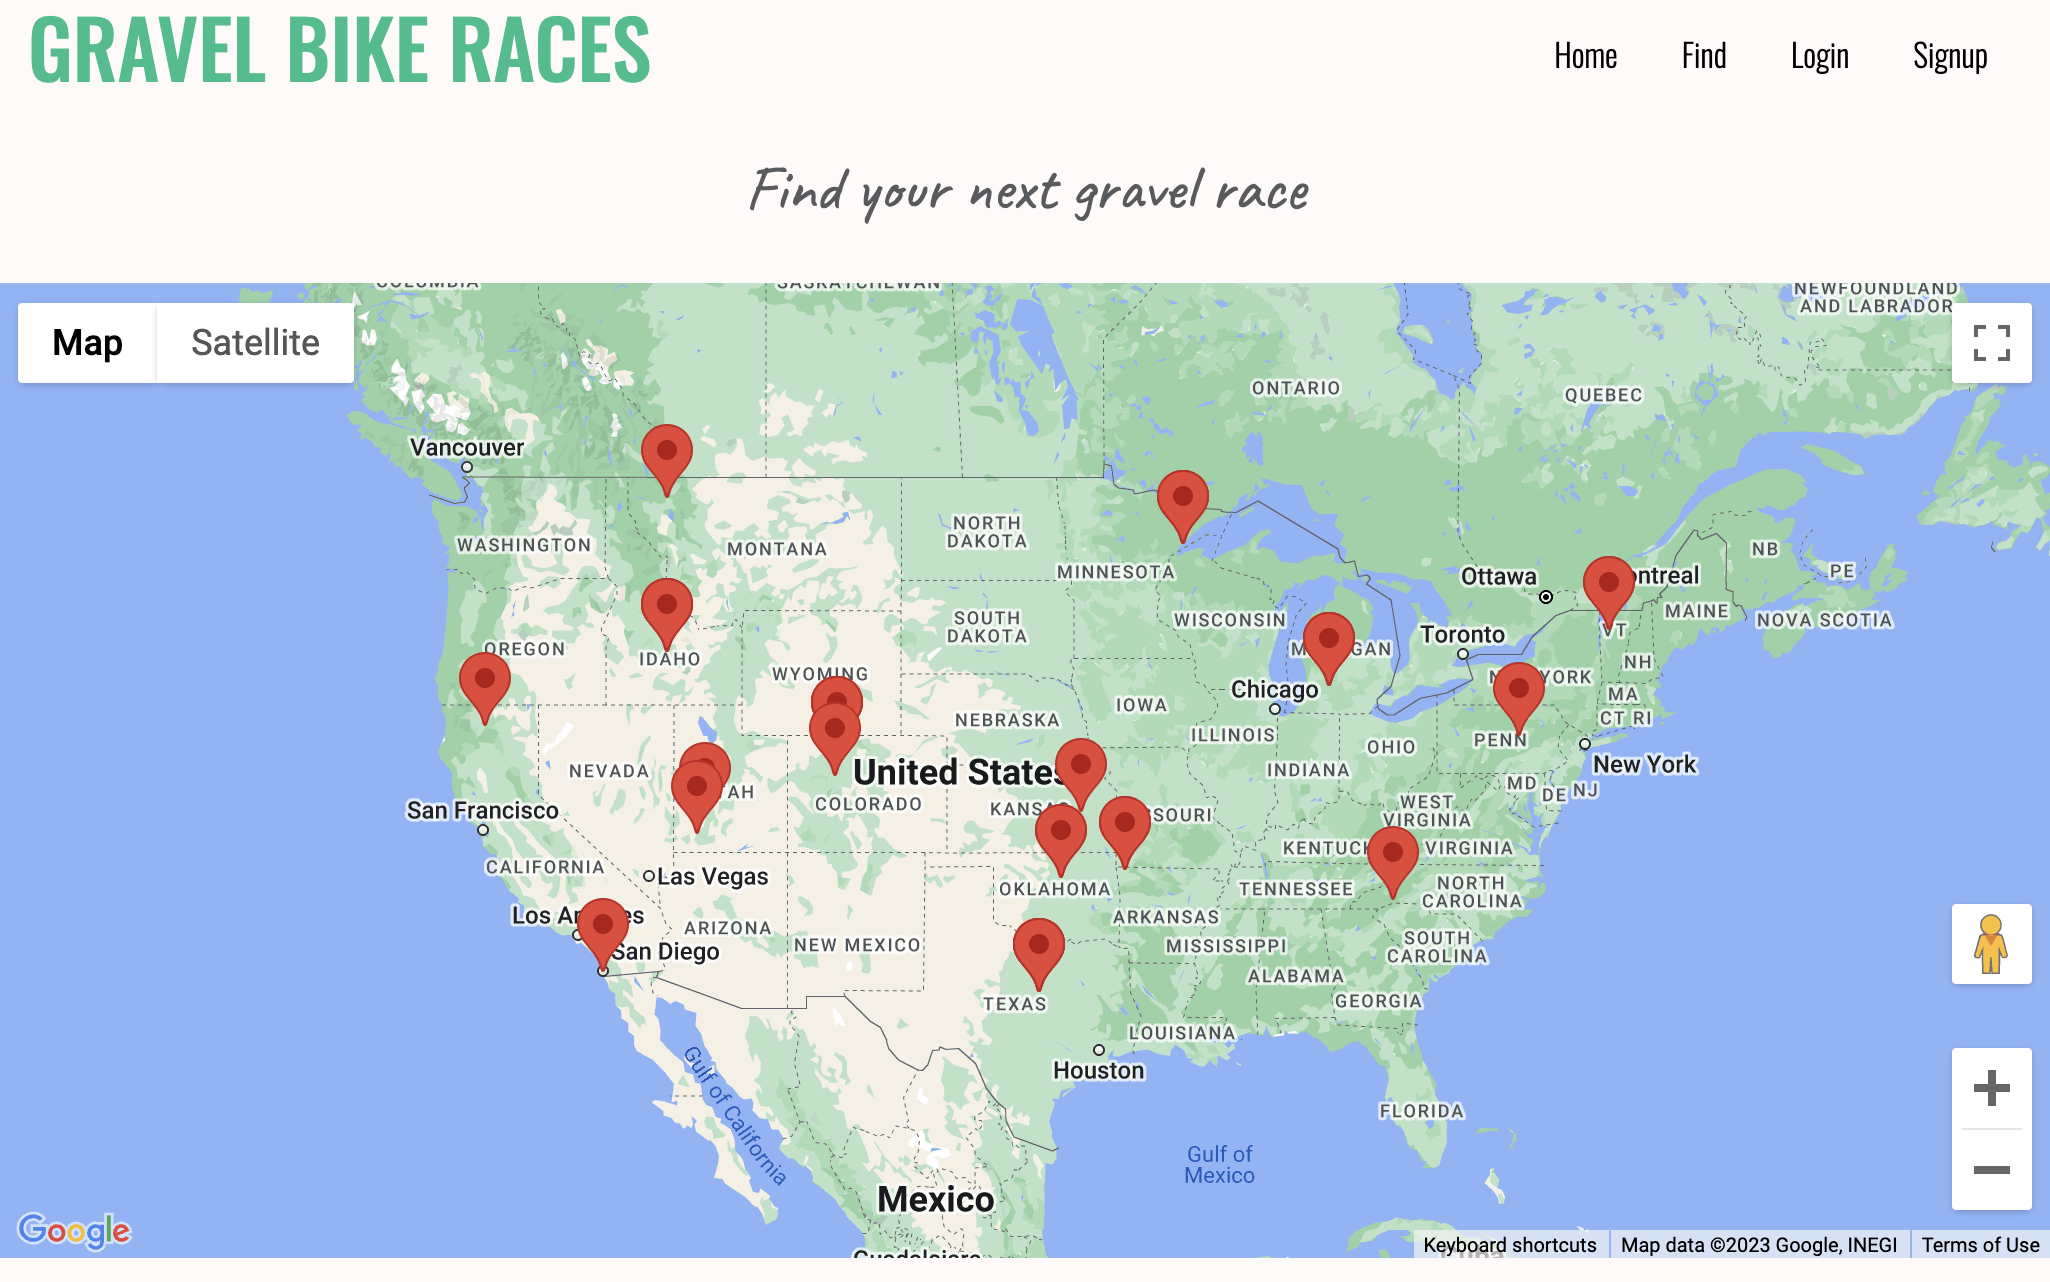 GRAVEL BIKE RACES
Home
Find
Login
Signup
Find your next gravel race
Map
Satellite
COLUMBIA
SASKATCHEWAN
NEWFOUNDLAND
AND LABRADOR
ONTARIO
QUEBEC
Vancouver
WASHINGTON
MONTANA
NORTH
DAKOTA
MINNESOTA
Ottawa
ontreal
NB
PE
MAINE
NOVA SCOTIA
OREGON
IDAHO
SOUTH
DAKOTA
WISCONSIN
Toronto
VT
NH
WYOMING
Chicago
YORK
MA
CT RI
NEBRASKA
IOWA
ILLINOIS
OHIO
PENN
NEVADA
United States
INDIANA
New York
MD
DE
NJ
San Francisco
AH
COLORADO
KANSA
SOURI
WEST
VIRGINIA
KENTUCK
VIRGINIA
CALIFORNIA
Las Vegas
OKLAHOMA
TENNESSEE
NORTH
CAROLINA
Los An es
San Diego
ARIZONA
NEW MEXICO
ARKANSAS
MISSISSIPPI
SOUTH
CAROLINA
ALABAMA
TEXAS
GEORGIA
LOUISIANA
Houston
Gulf of California
FLORIDA
Gulf of
Mexico
Mexico
Google
Guadalajara
Keyboard shortcuts
Map data ©2023 Google, INEGI
Terms of Use